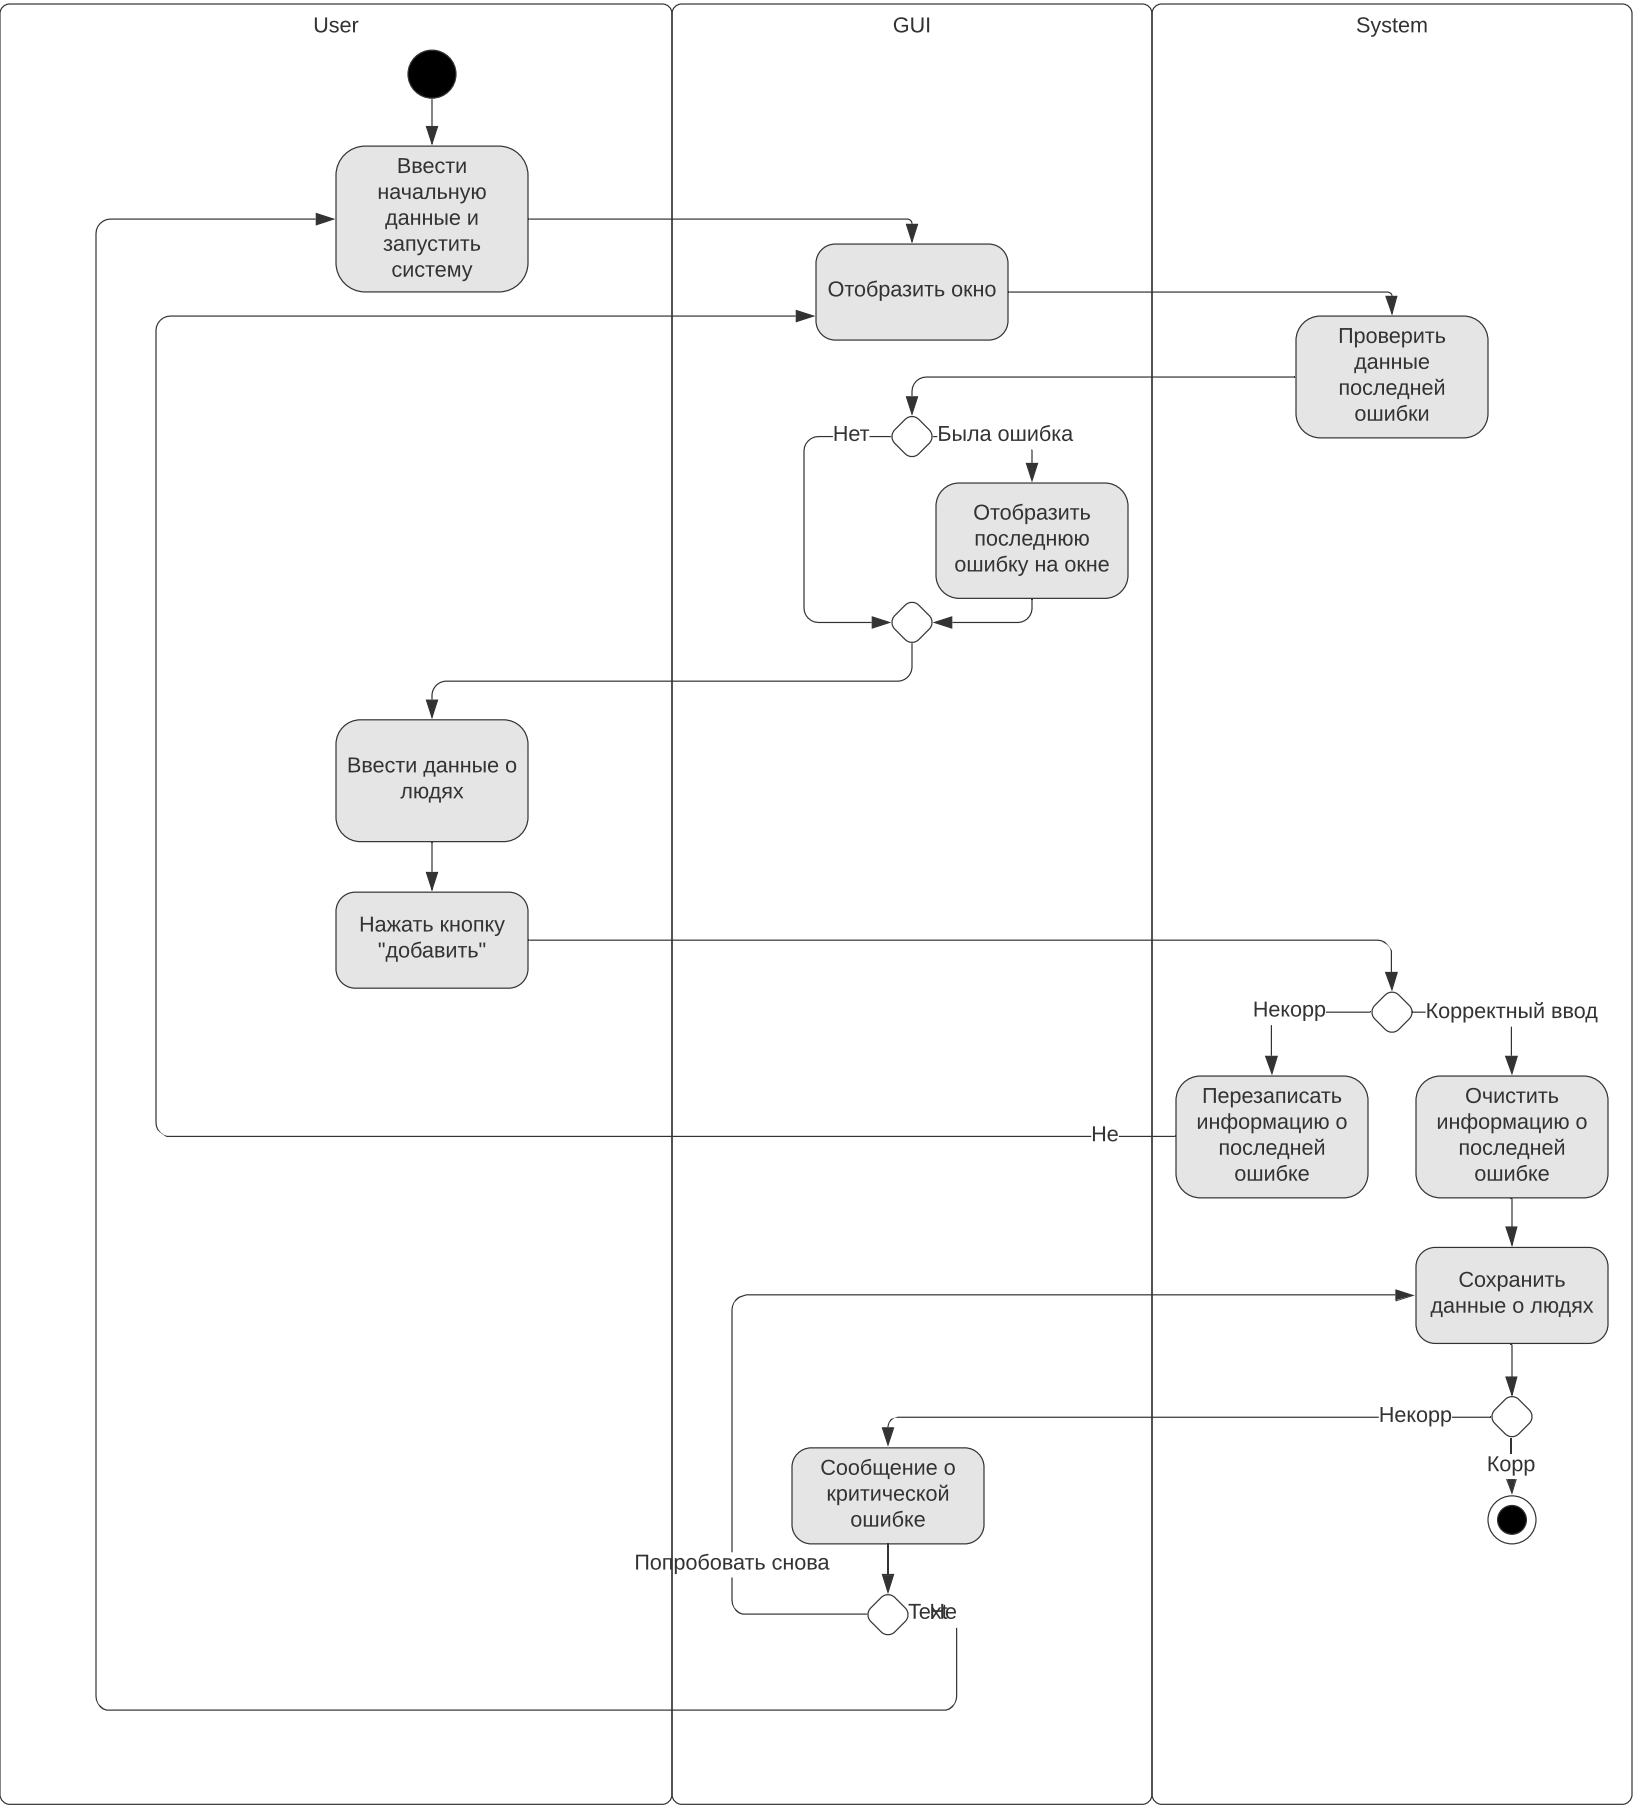 User
GUI
System
Ввести
начальную
данные и
запустить
систему
Отобразить окно
Проверить
данные
последней
ошибки
Нет
Была ошибка
Отобразить
последнюю
ошибку на окне
Ввести данные о
людях
Нажать кнопку
"добавить"
Некорр
Корректный ввод
Перезаписать
информацию о
последней
ошибке
Очистить
информацию о
последней
ошибке
Не
Сохранить
данные о людях
Некорр
Корр
Сообщение о
критической
ошибке
Попробовать снова
Text
Не